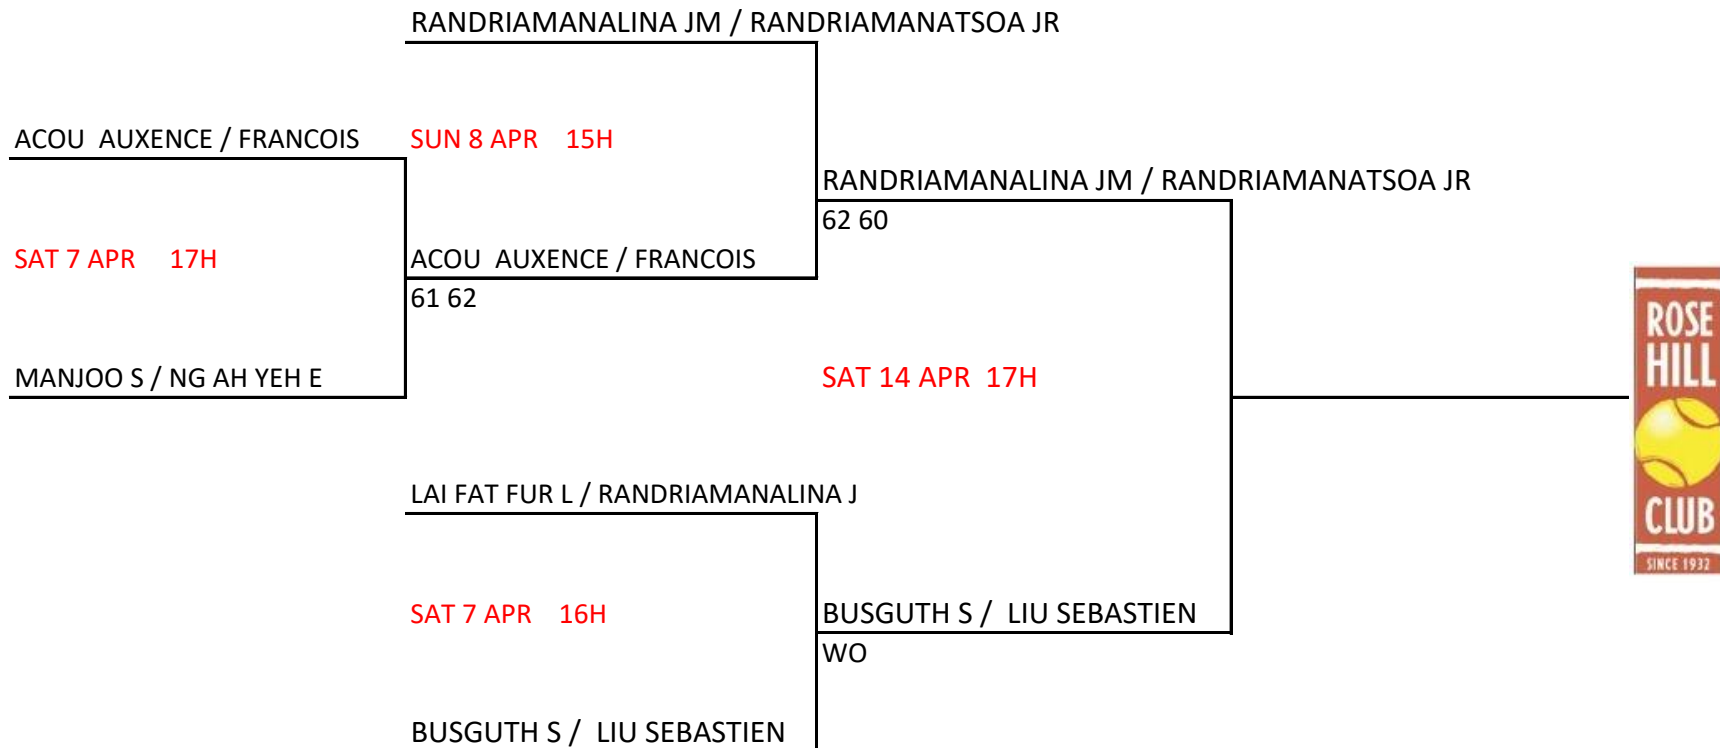 RANDRIAMANALINA JM / RANDRIAMANATSOA JR
ACOU  AUXENCE / FRANCOIS
SUN 8 APR    15H
RANDRIAMANALINA JM / RANDRIAMANATSOA JR
62 60
SAT 7 APR     17H
ACOU  AUXENCE / FRANCOIS
61 62
MANJOO S / NG AH YEH E
SAT 14 APR  17H
LAI FAT FUR L / RANDRIAMANALINA J
SAT 7 APR    16H
BUSGUTH S /  LIU SEBASTIEN
WO
BUSGUTH S /  LIU SEBASTIEN
ROSE
HILL
CLUB
SINCE 1932